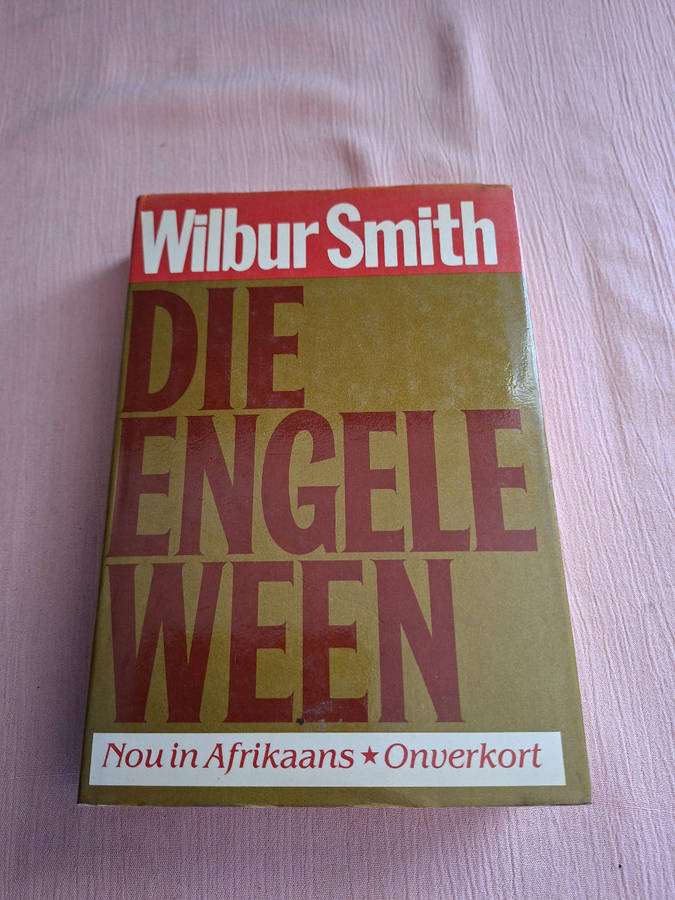 Wilbur Smith
DIE
ENGELE
WEEN
Nou in Afrikaans ★ Onverkort